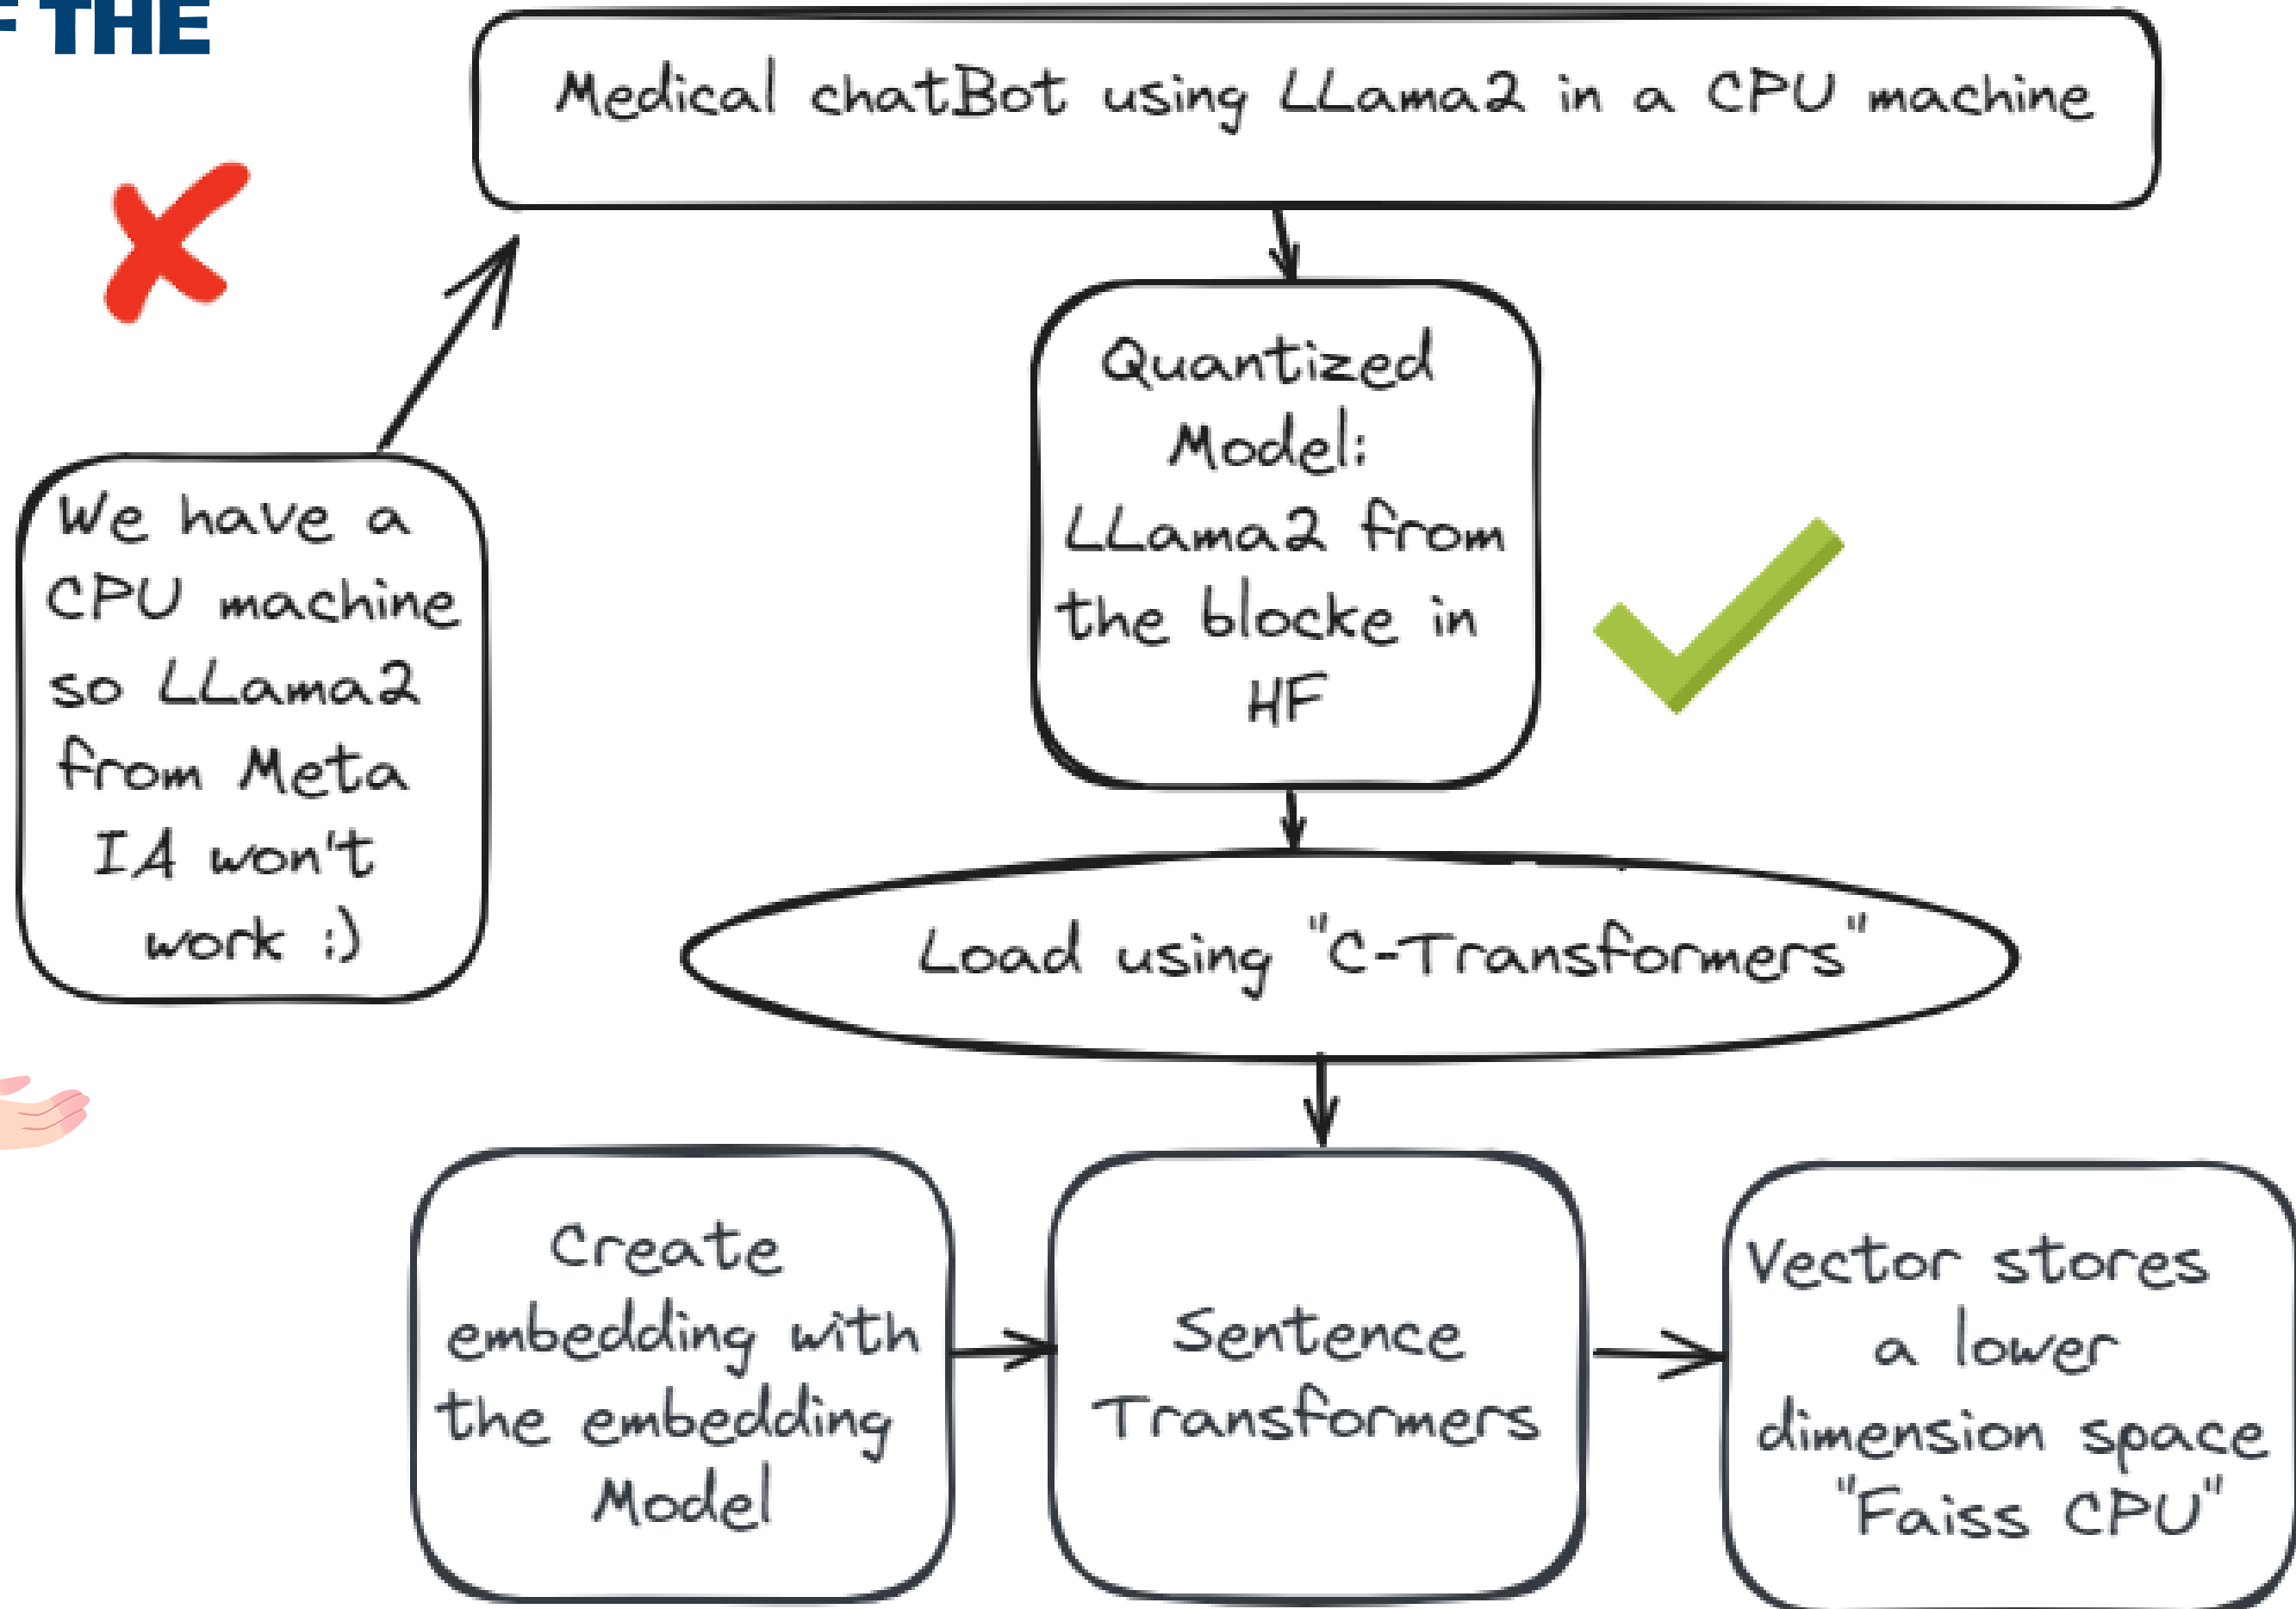 F THE
Medical chatBot using LLama2 in a CPU machine
We have a
CPU machine
so LLama2
from Meta
IA won't
work :)
Quantized
Model:
LLama2 from
the blocke in
HF
Load using "C-Transformers"
Create
embedding with
the embedding
Model
Sentence
Transformers
Vector stores
a lower
dimension space
"Faiss CPU"